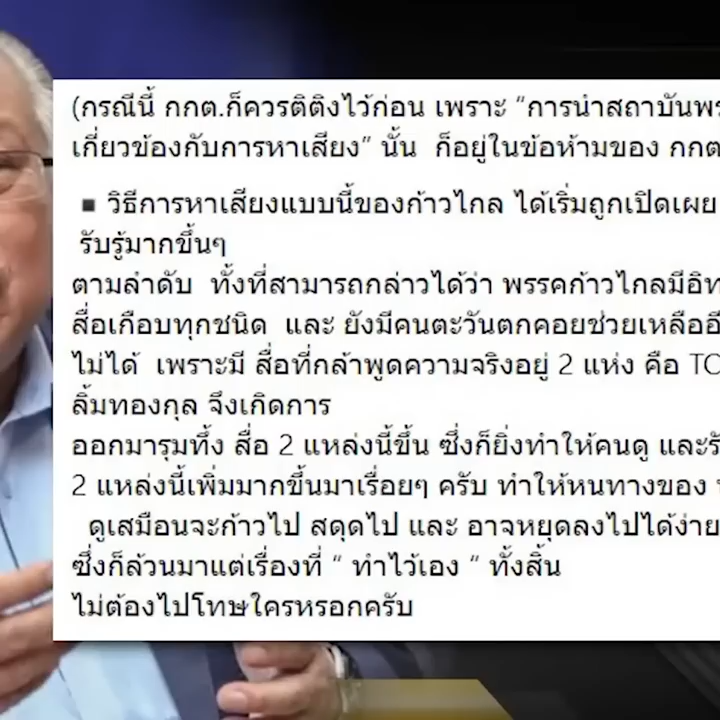 (กรณีนี้ กกต.ก็ควรติติงไว้ก่อน เพราะ “การนำสถาบันพร
เกี่ยวข้องกับการหาเสียง” นั้น ก็อยู่ในข้อห้ามของ กกต
▪ วิธีการหาเสียงแบบนี้ของก้าวไกล ได้เริ่มถูกเปิดเผย
รับรู้มากขึ้นๆ
ตามลำดับ ทั้งที่สามารถกล่าวได้ว่า พรรคก้าวไกลมีอิท
สื่อเกือบทุกชนิด และ ยังมีคนตะวันตกคอยช่วยเหลืออี
ไม่ได้ เพราะมี สื่อที่กล้าพูดความจริงอยู่ 2 แห่ง คือ TO
ลิ้มทองกุล จึงเกิดการ
ออกมารุมทึ้ง สื่อ 2 แหล่งนี้ขึ้น ซึ่งก็ยิ่งทำให้คนดู และรั
2 แหล่งนี้เพิ่มมากขึ้นมาเรื่อยๆ ครับ ทำให้หนทางของ
ดูเสมือนจะก้าวไป สดุดไป และ อาจหยุดลงไปได้ง่าย
ซึ่งก็ล้วนมาแต่เรื่องที่ “ ทำไว้เอง “ ทั้งสิ้น
ไม่ต้องไปโทษใครหรอกครับ